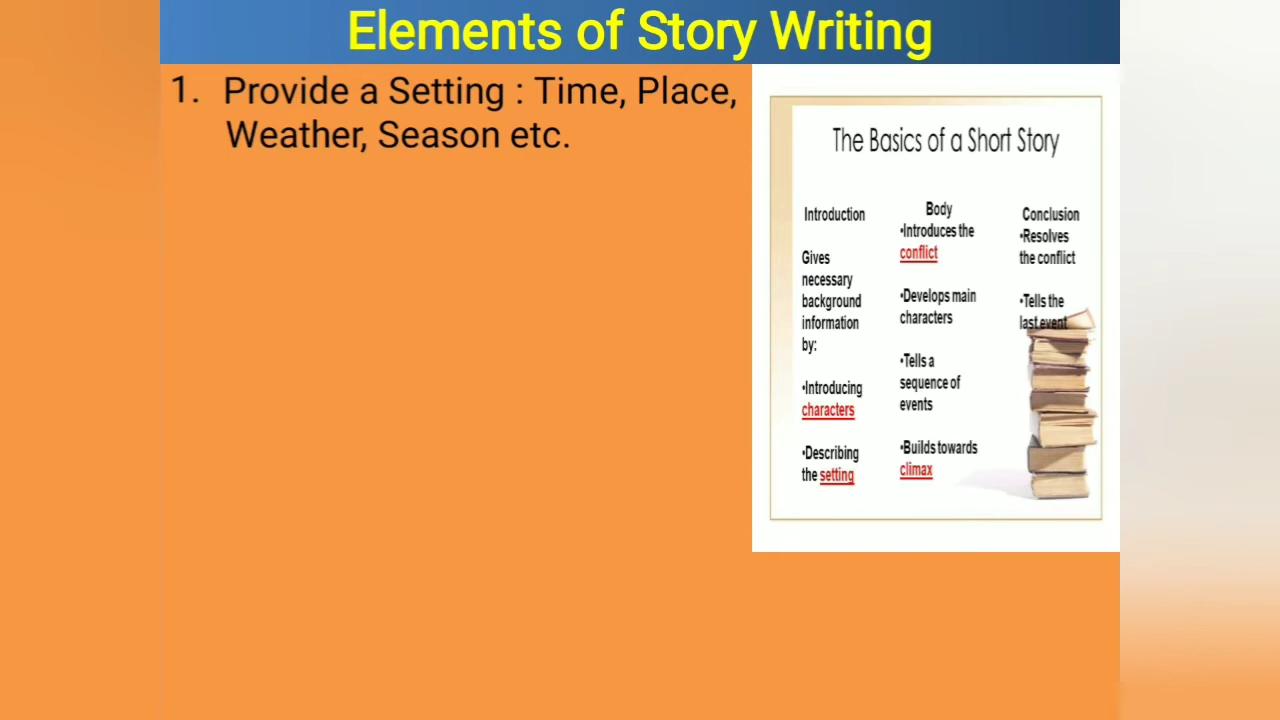 Elements of Story Writing
1. Provide a Setting : Time, Place,
Weather, Season etc.
The Basics of a Short Story
Introduction
Gives
necessary
background
information
by:
•Introducing
characters
•Describing
the setting
Body
•Introduces the
conflict
•Develops main
characters
•Tells a
sequence of
events
•Builds towards
climax
Conclusion
•Resolves
the conflict
•Tells the
last event